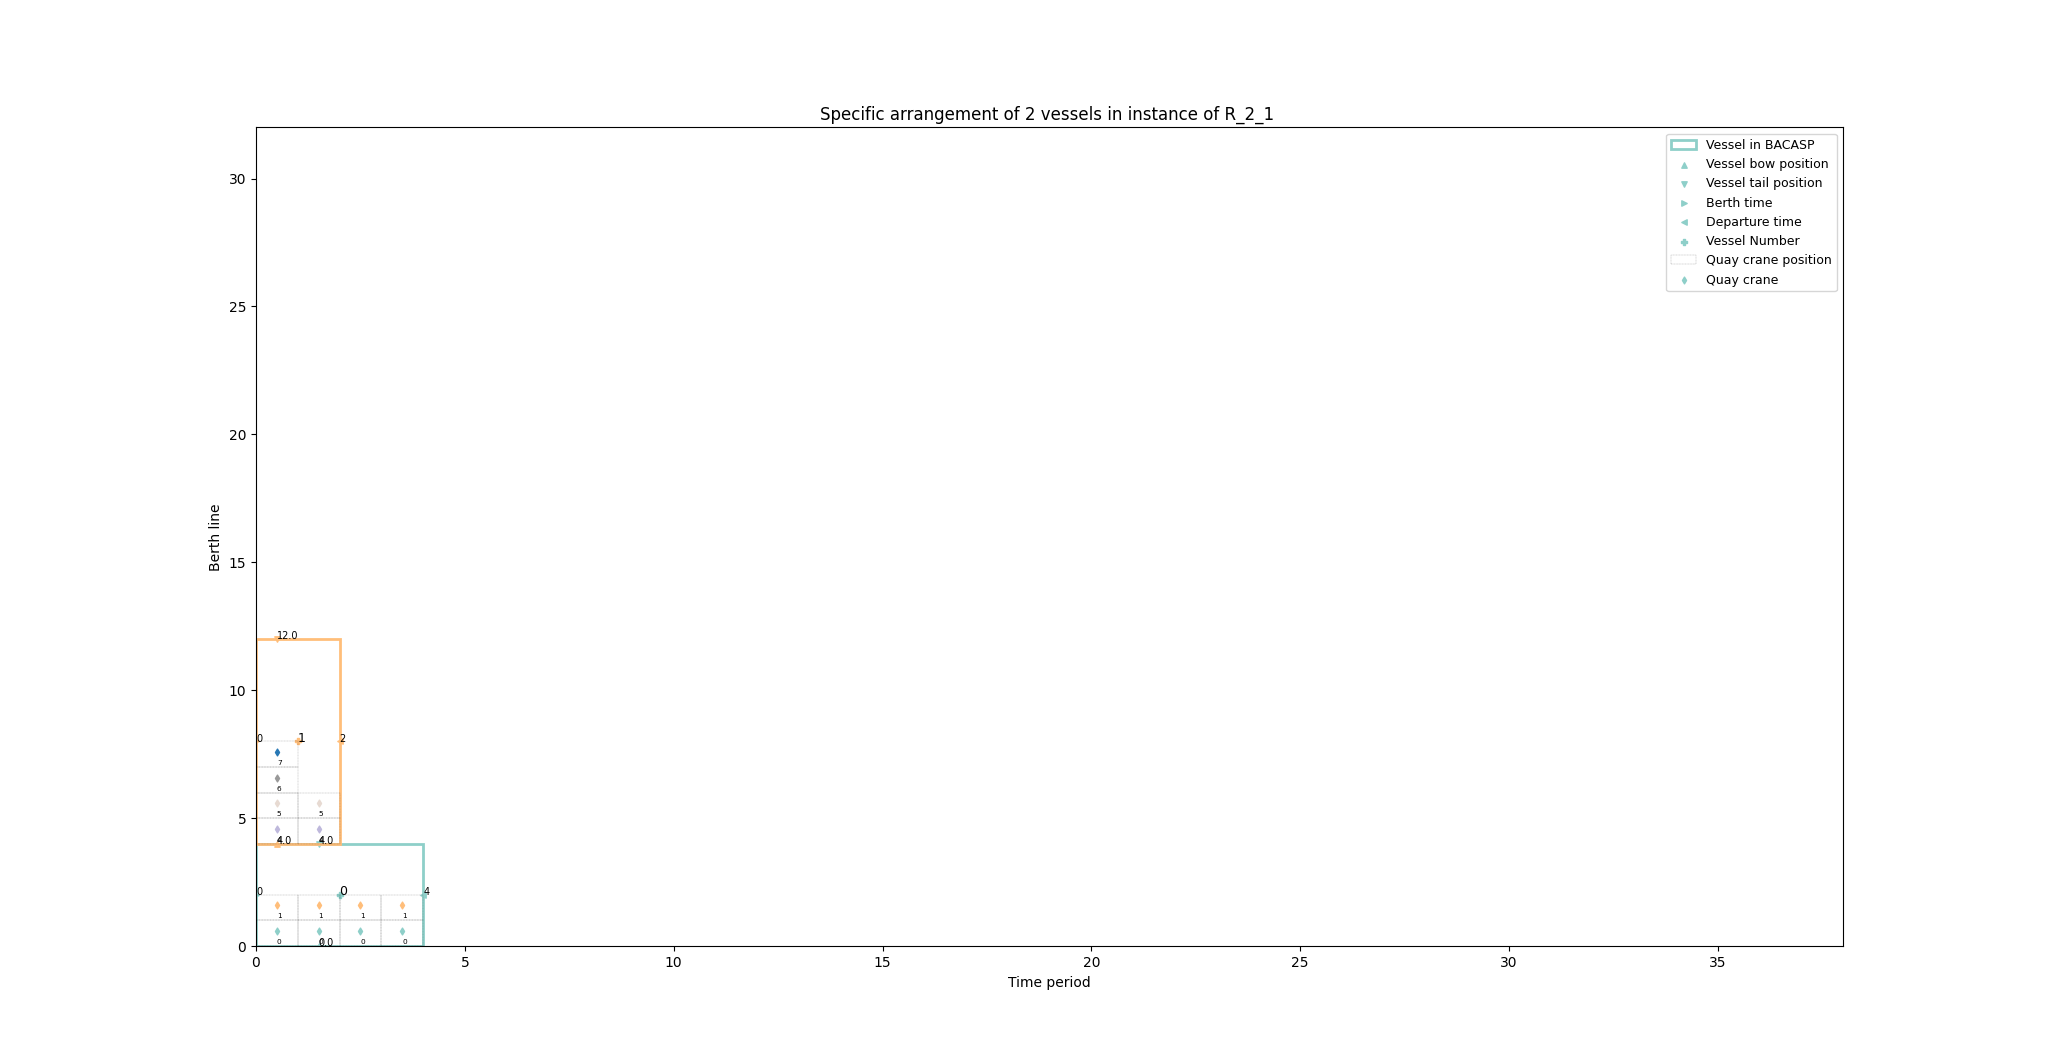 Specific arrangement of 2 vessels in instance of R_2_1
Vessel in BACASP
Vessel bow position
Vessel tail position
Berth time
Departure time
Vessel Number
Quay crane position
Quay crane
30
25
20
15
10
5
0
Berth line
12.0
0 1 2
7
6
5 5
4.0 4.0
0 0 4
1 1 1 1
0 0.0 0 0
0 5 10 15 20 25 30 35
Time period